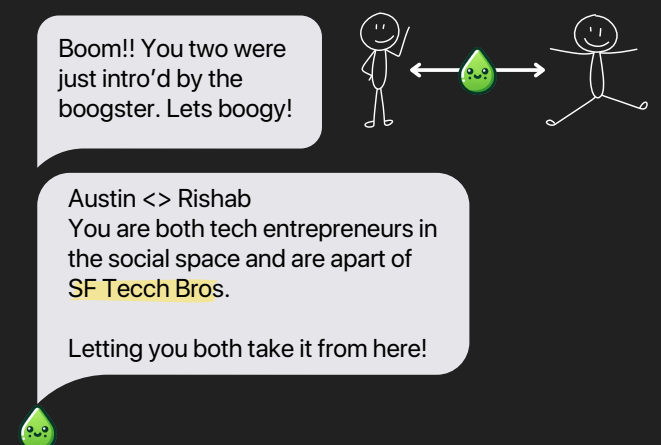 Boom!! You two were
just intro’d by the
boogster. Lets boogy!
Austin <> Rishab
You are both tech entrepreneurs in
the social space and are apart of
SF Tecch Bros.
Letting you both take it from here!